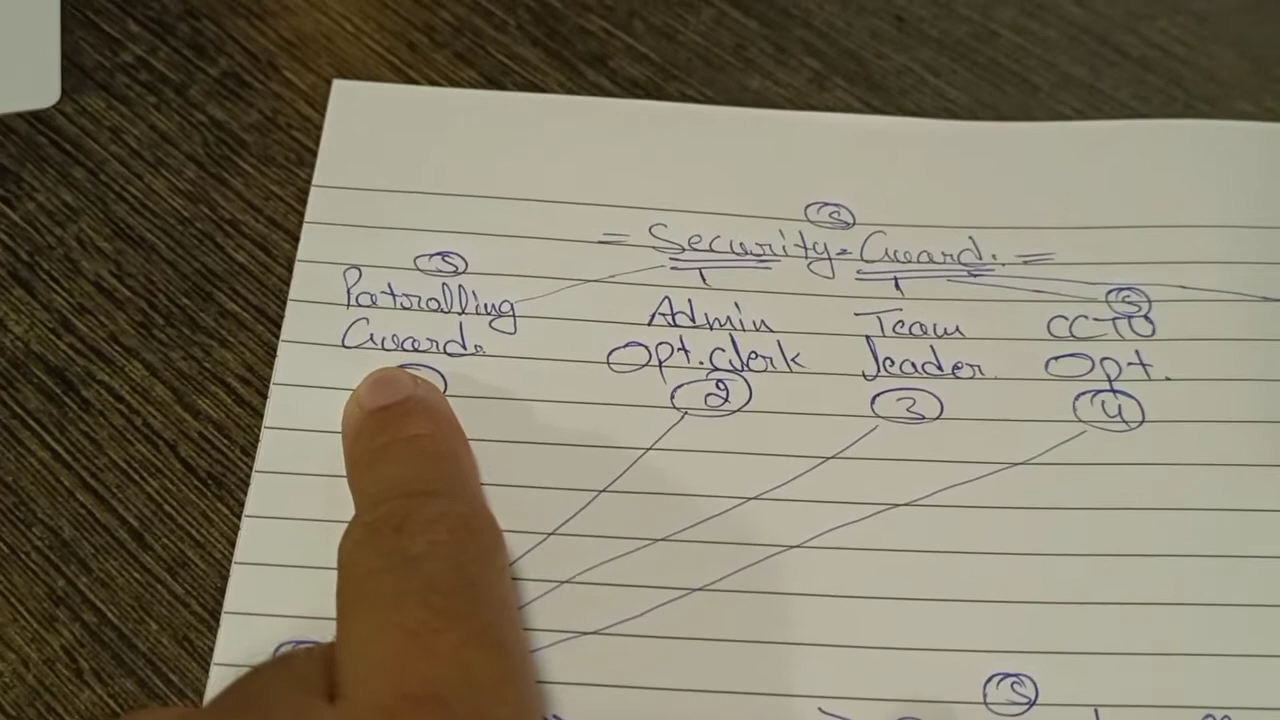 S
= Security = Guard. =
S
Patrolling
Guard.
Admin
Opt. Clerk
2
Team
Leader
3
S
CCTV
Opt.
4
S